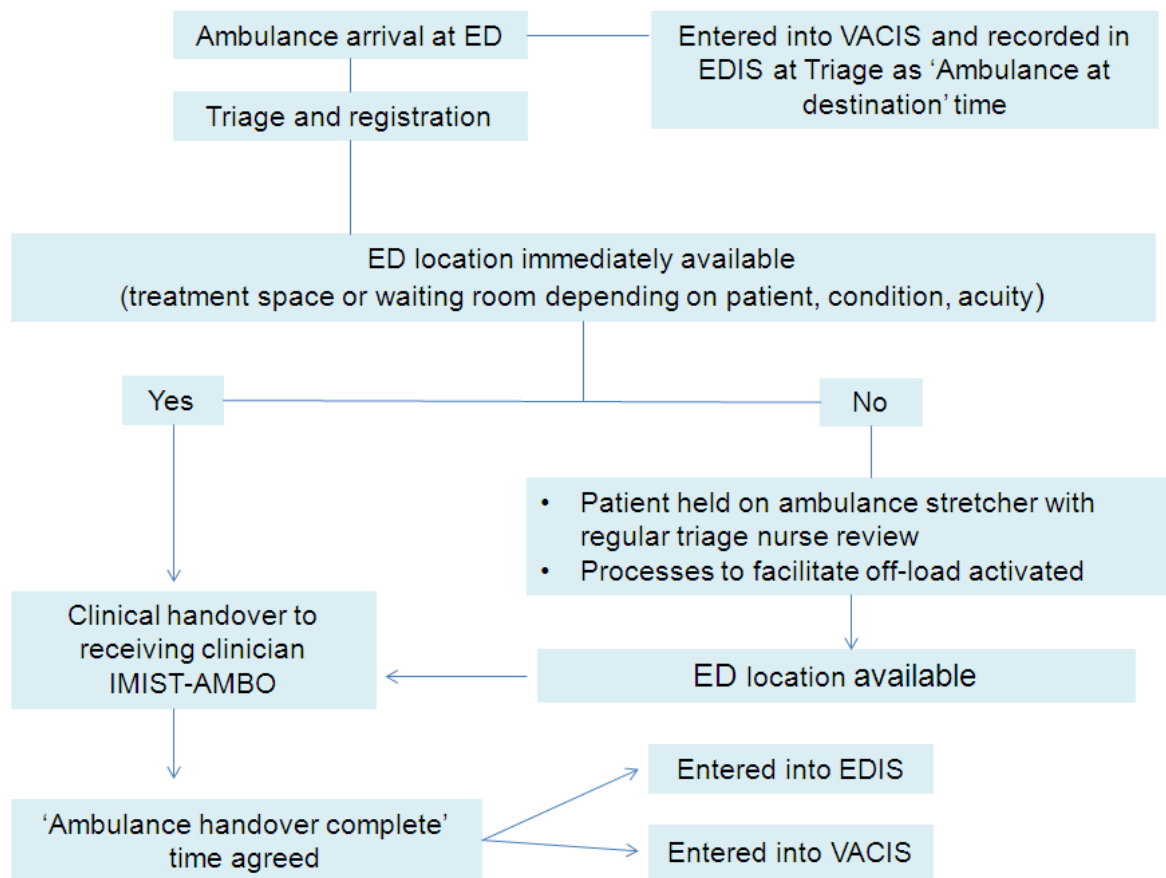 Ambulance arrival at ED
Entered into VACIS and recorded in
EDIS at Triage as ‘Ambulance at
destination’ time
Triage and registration
ED location immediately available
(treatment space or waiting room depending on patient, condition, acuity)
Yes
No
• Patient held on ambulance stretcher with
regular triage nurse review
• Processes to facilitate off-load activated
Clinical handover to
receiving clinician
IMIST-AMBO
ED location available
‘Ambulance handover complete’
time agreed
Entered into EDIS
Entered into VACIS